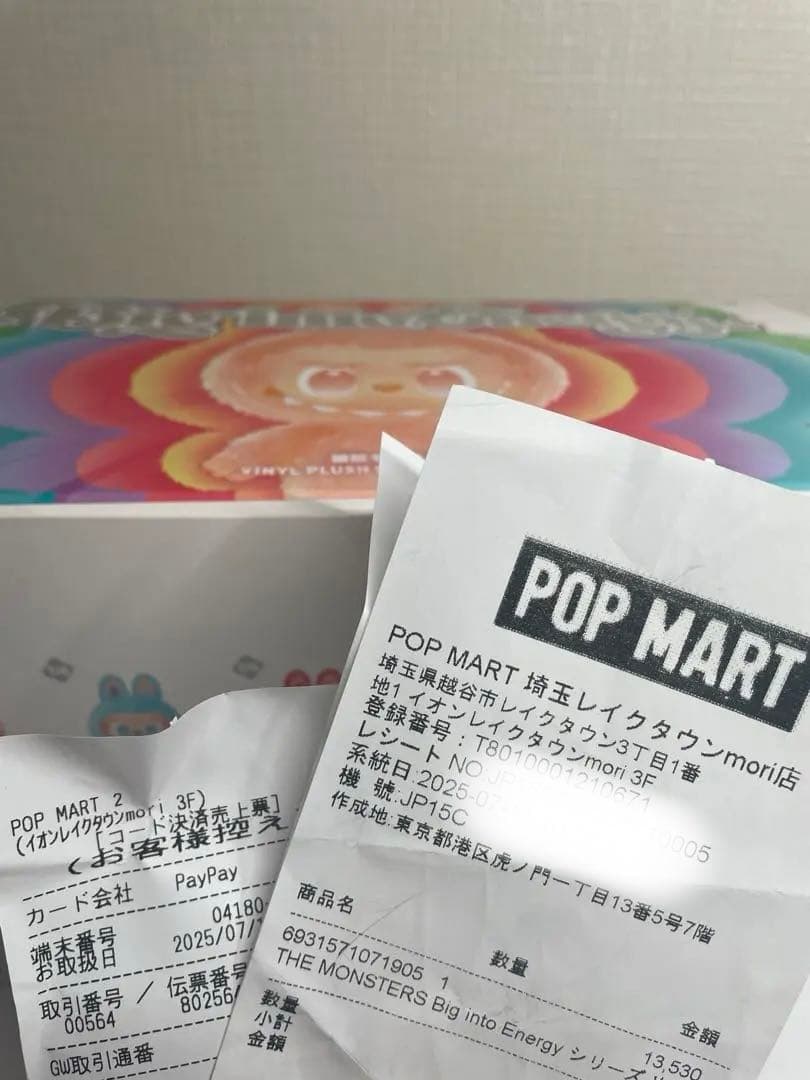 VINYL PLUSH
POP MART
POP MART 埼玉レイクタウンmori店
埼玉県越谷市レイクタウン3丁目1番
地1 イオンレイクタウンmori 3F
登録番号：T8010001210671
レシート NO.JP
系統日:2025-07
0005
機 號:JP15C
作成地:東京都港区虎ノ門一丁目13番5号7階
商品名
数量
金額
6931571071905 1
13,530
THE MONSTERS Big into Energy シリーズ
数量
小計
金額
POP MART 2
(イオンレイクタウンmori 3F)
[コード決済売上票]
(お客様控え
カード会社 PayPay
端末番号 04180-
お取扱日 2025/07/
取引番号 / 伝票番号
00564 80256
GW取引通番